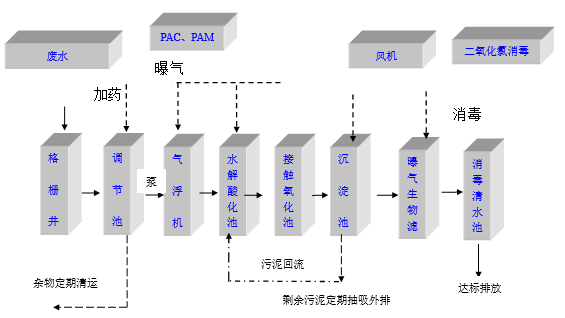 废水
PAC、PAM
风机
二氧化氯消毒
曝气
加药
消毒
格栅井
调节池
泵
气浮机
水解酸化池
接触氧化池
沉淀池
曝气生物滤
消毒清水池
污泥回流
杂物定期清运
剩余污泥定期抽吸外排
达标排放